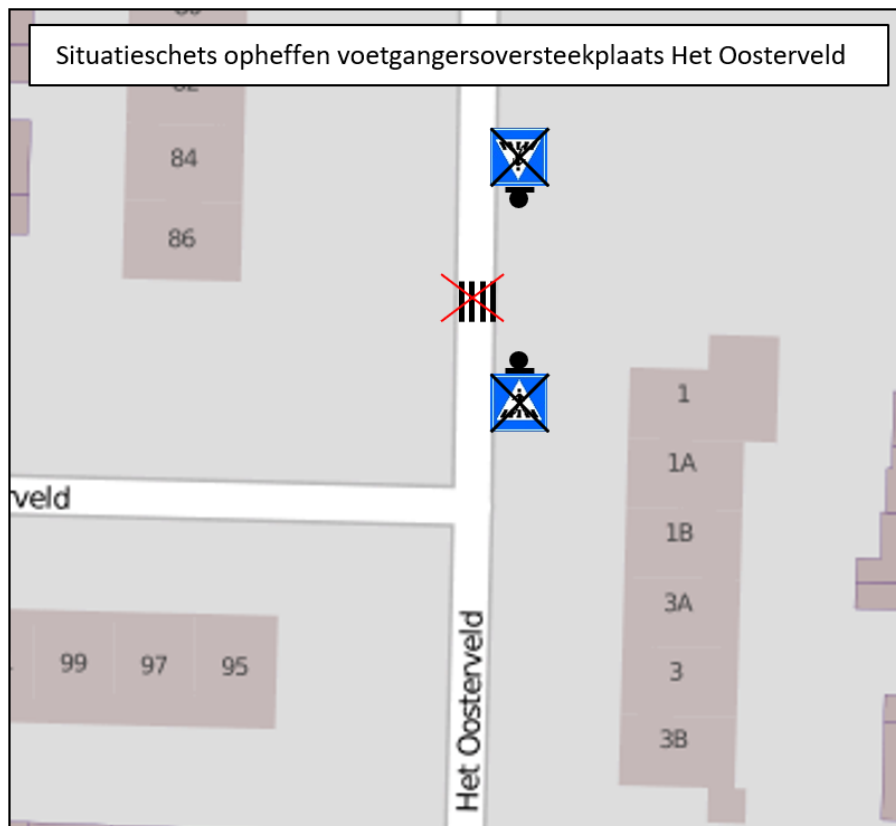 Situatieschets opheffen voetgangersoversteekplaats Het Oosterveld
84
86
1
1A
rveld
1B
3A
99 97 95
3
Het Oosterveld
3B